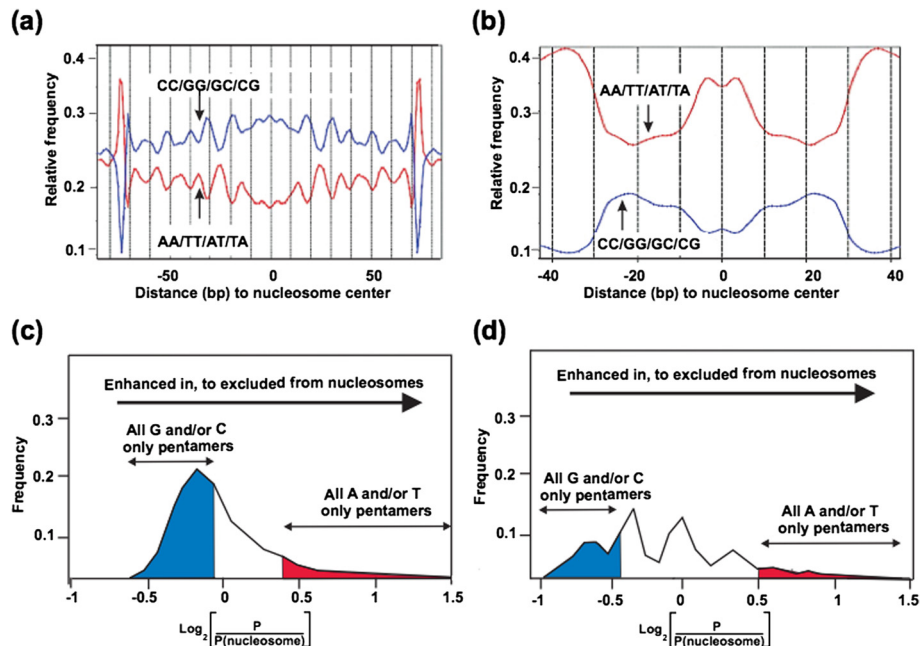 (a)
0.4
0.3
0.2
0.1
Relative frequency
CC/GG/GC/CG
AA/TT/AT/TA
-50
0
50
Distance (bp) to nucleosome center
(b)
0.4
0.3
0.2
0.1
Relative frequency
AA/TT/AT/TA
CC/GG/GC/CG
-40
-20
0
20
40
Distance (bp) to nucleosome center
(c)
Enhanced in, to excluded from nucleosomes
0.3
0.2
0.1
Frequency
All G and/or C
only pentamers
All A and/or T
only pentamers
-1
-0.5
0
0.5
1
1.5
Log2[P
P(nucleosome)]
(d)
Enhanced in, to excluded from nucleosomes
0.3
0.2
0.1
Frequency
All G and/or C
only pentamers
All A and/or T
only pentamers
-1
-0.5
0
0.5
1
1.5
Log2[P
P(nucleosome)]